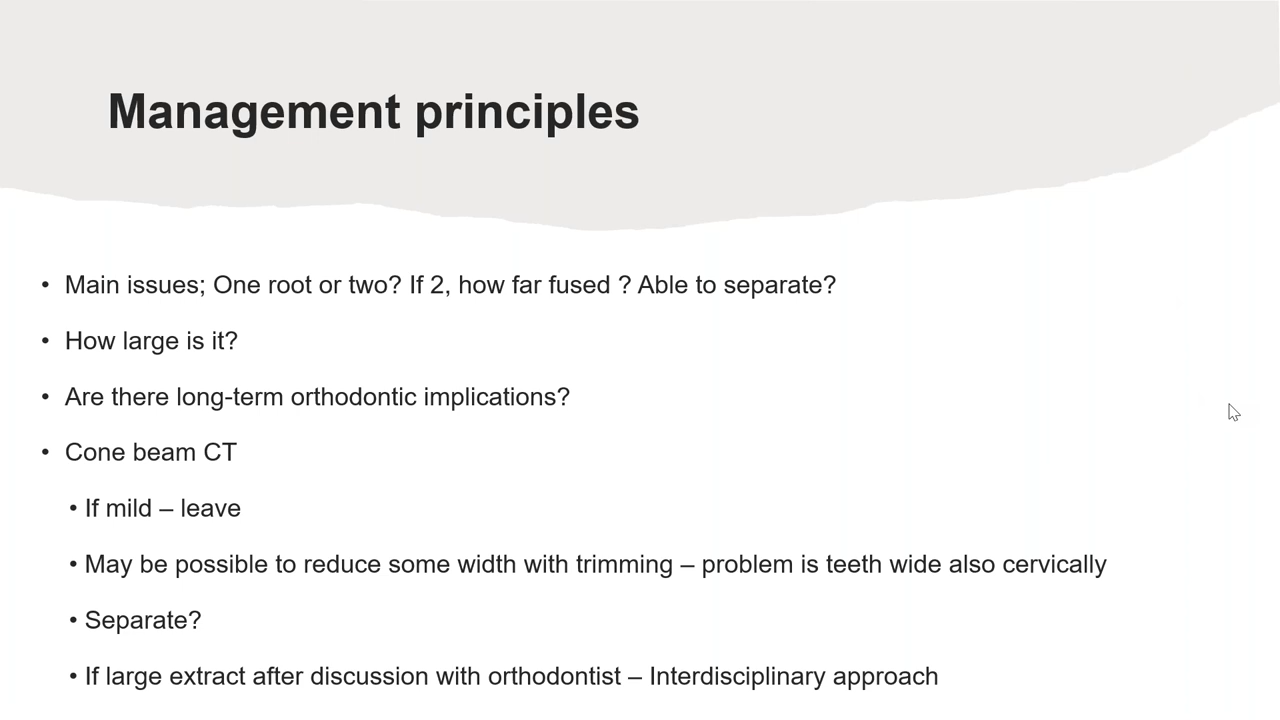 Management principles
• Main issues; One root or two? If 2, how far fused ? Able to separate?
• How large is it?
• Are there long-term orthodontic implications?
• Cone beam CT
• If mild – leave
• May be possible to reduce some width with trimming – problem is teeth wide also cervically
• Separate?
• If large extract after discussion with orthodontist – Interdisciplinary approach